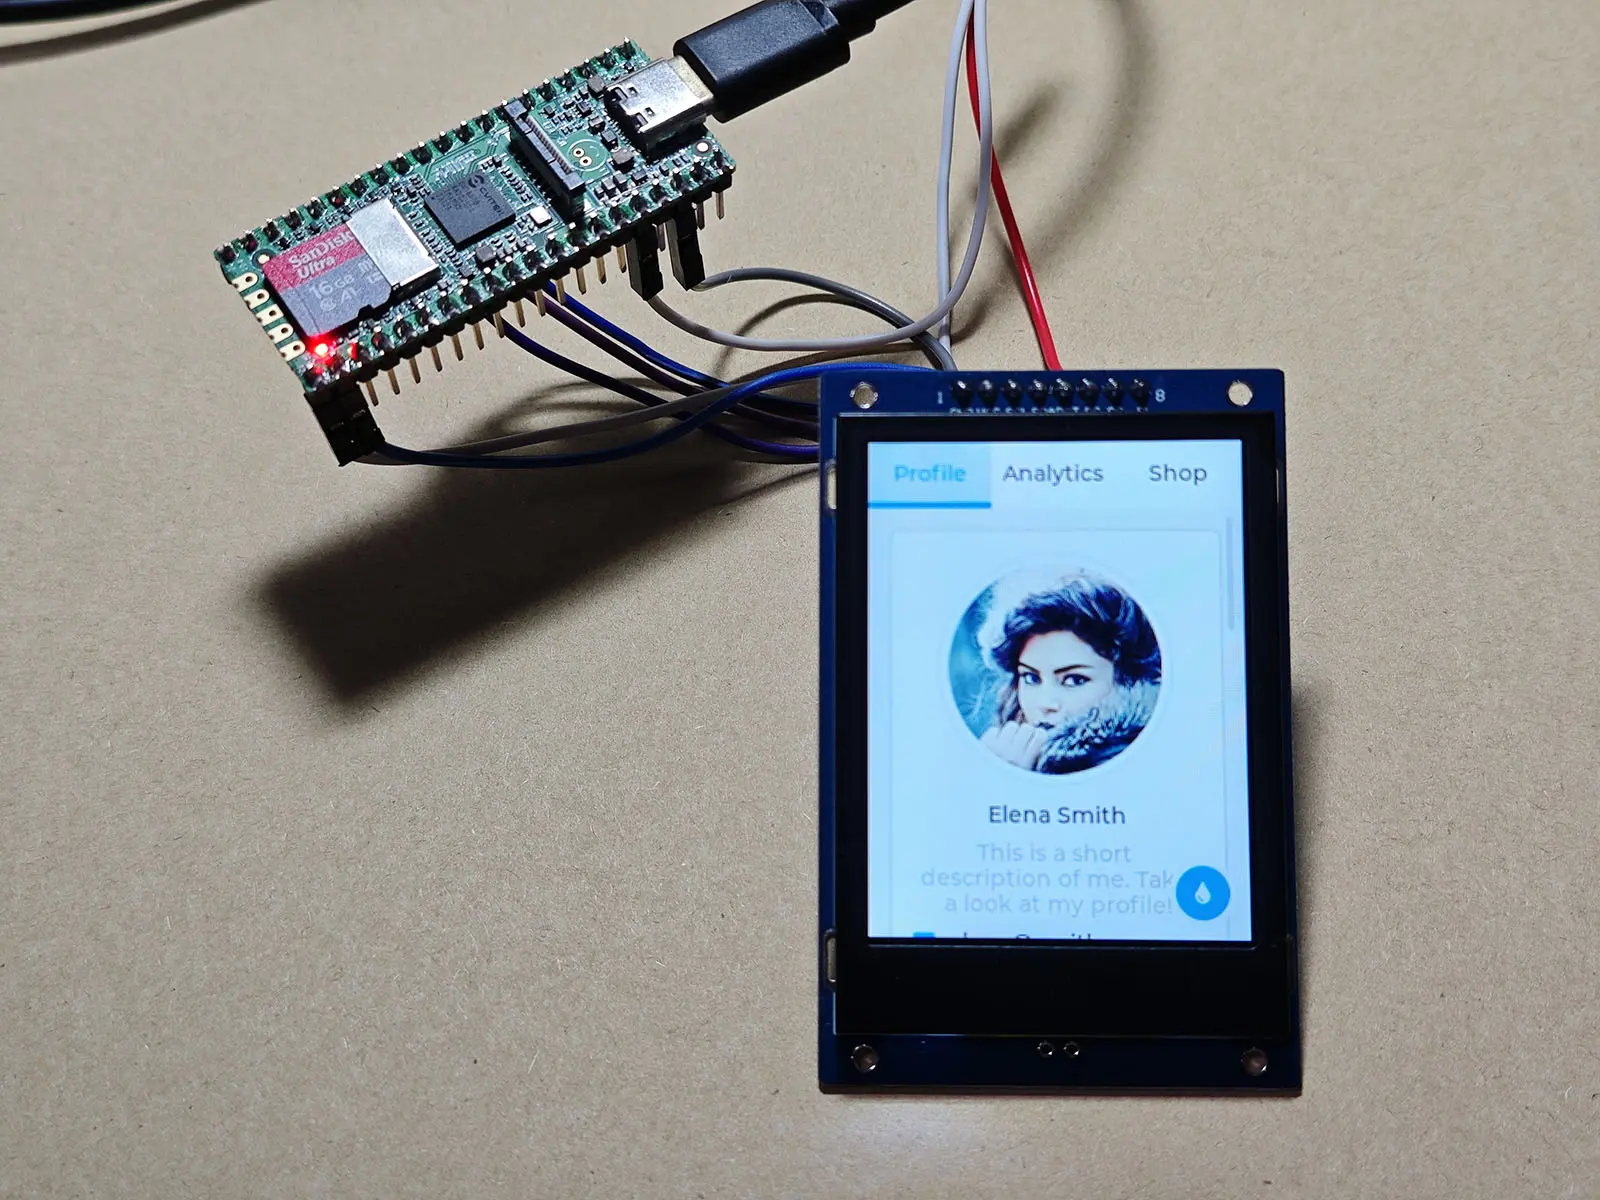 SanDisk
Ultra
16 GB
A1
1
8
Profile
Analytics
Shop
Elena Smith
This is a short
description of me. Tak
a look at my profile!